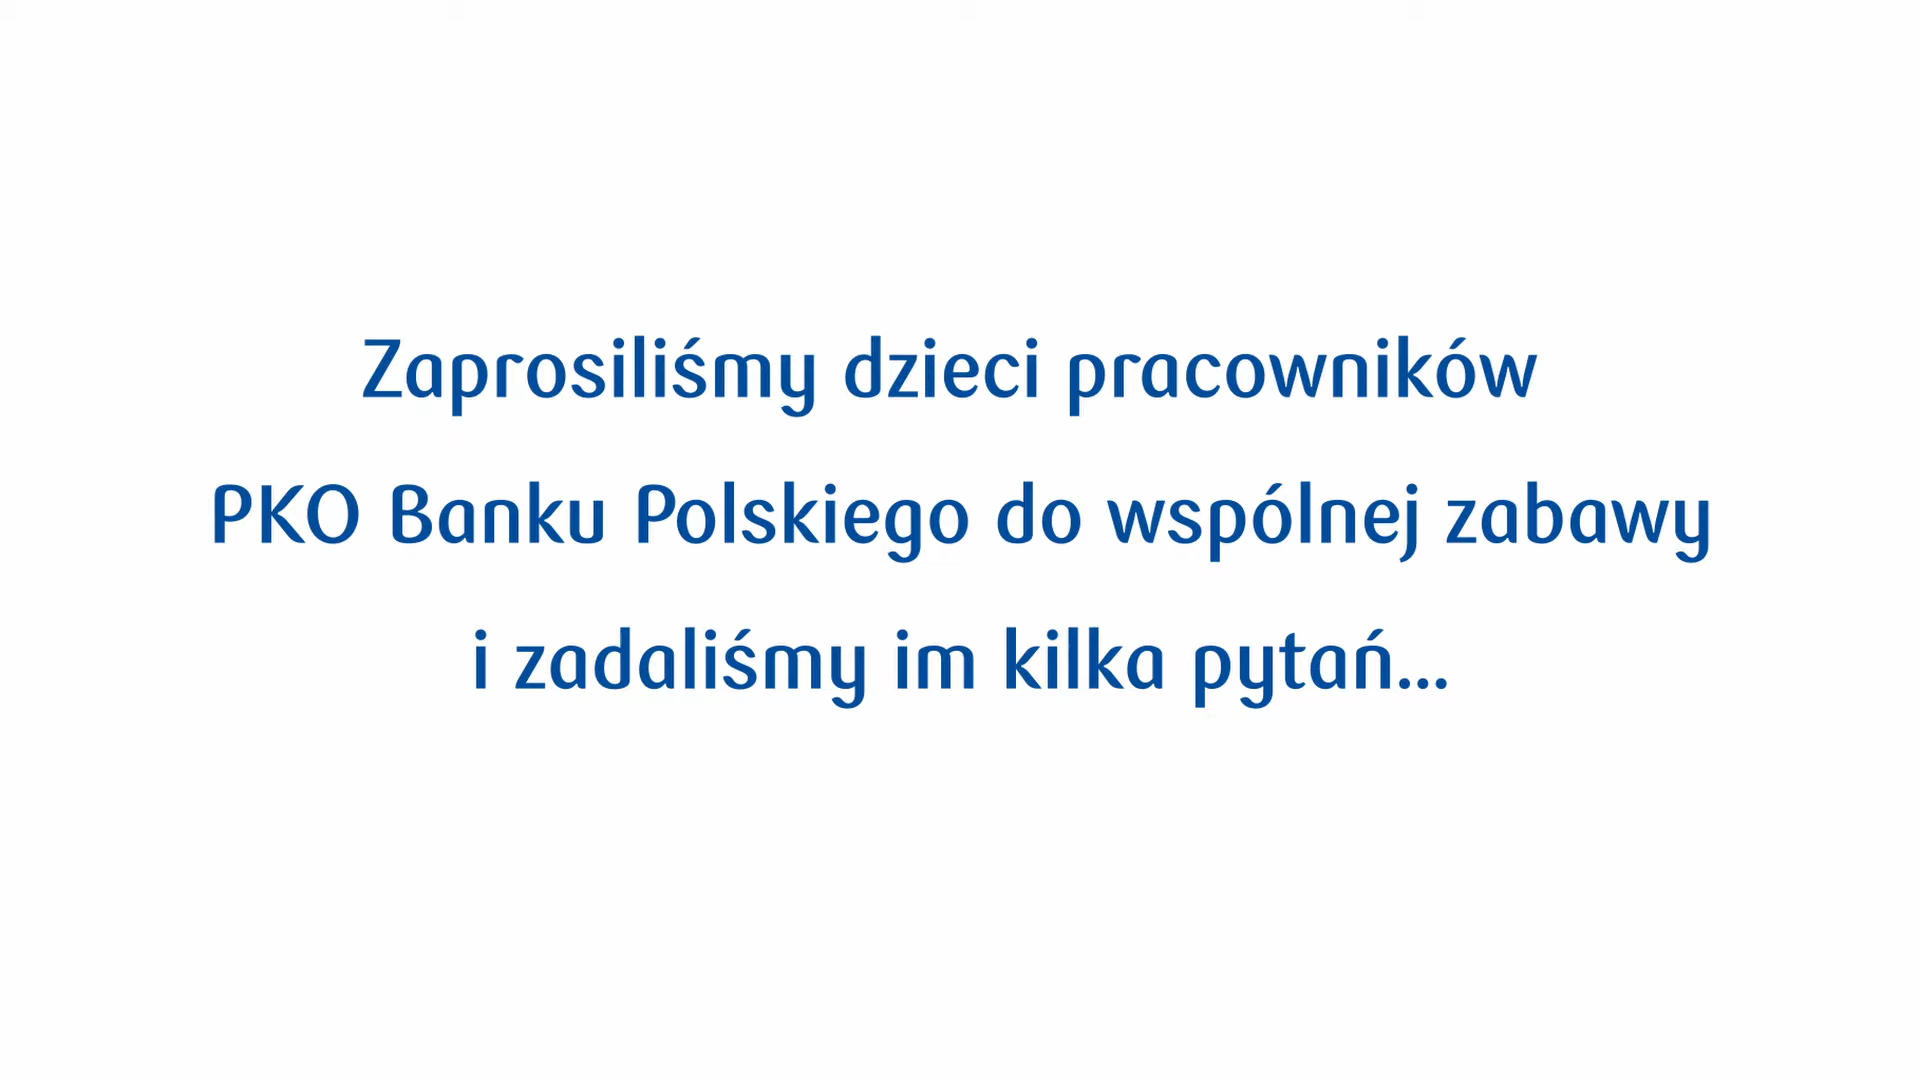 Zaprosiliśmy dzieci pracowników
PKO Banku Polskiego do wspólnej zabawy
i zadaliśmy im kilka pytań...